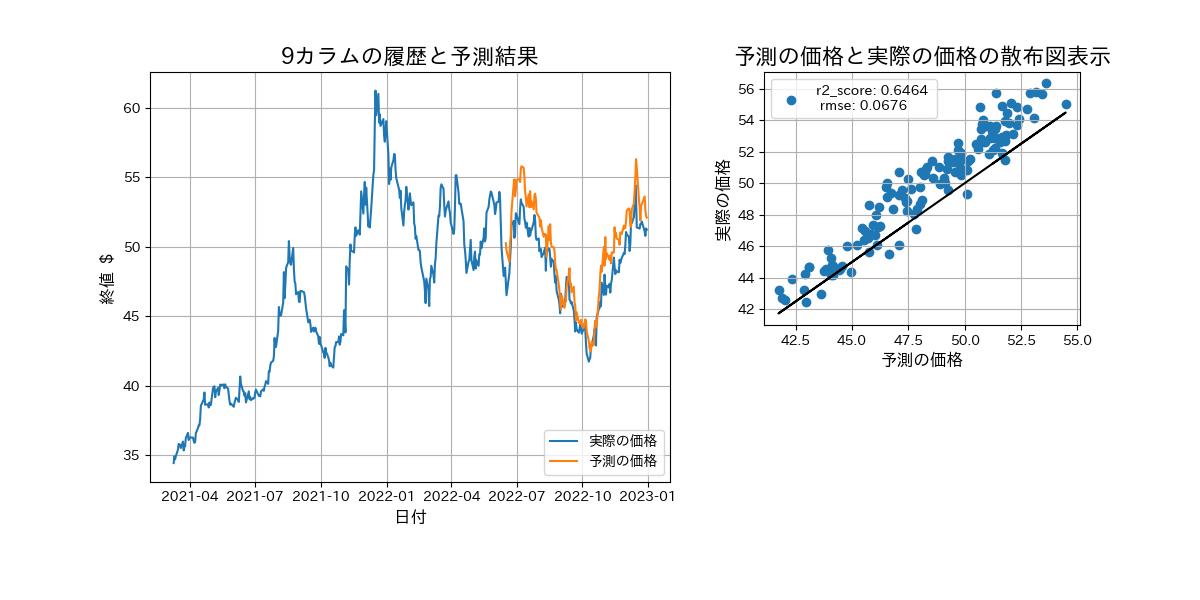 9カラムの履歴と予測結果
終値 $
60
55
50
45
40
35
実際の価格
予測の価格
2021-04 2021-07 2021-10 2022-01 2022-04 2022-07 2022-10 2023-01
日付
予測の価格と実際の価格の散布図表示
r2_score: 0.6464
rmse: 0.0676
実際の価格
56
54
52
50
48
46
44
42
42.5 45.0 47.5 50.0 52.5 55.0
予測の価格